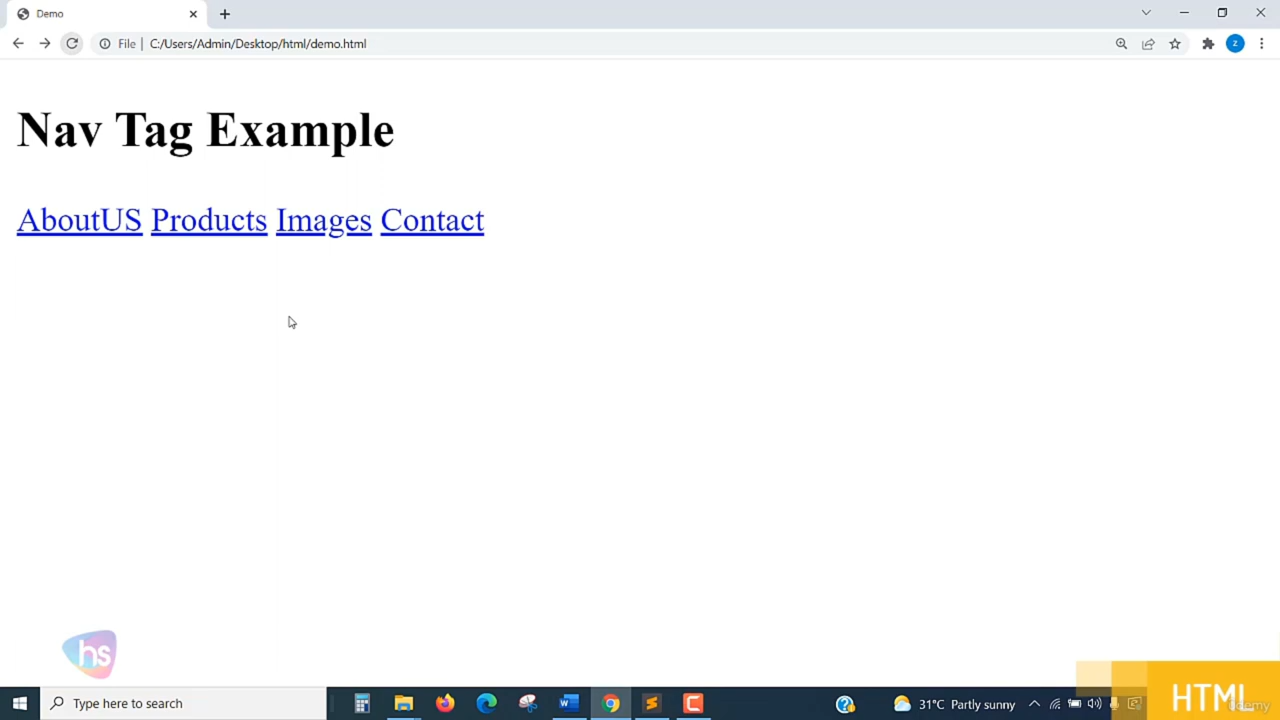 Demo
File | C:/Users/Admin/Desktop/html/demo.html
z
Nav Tag Example
AboutUS Products Images Contact
hs
Type here to search
31°C Partly sunny
HTML
Udemy